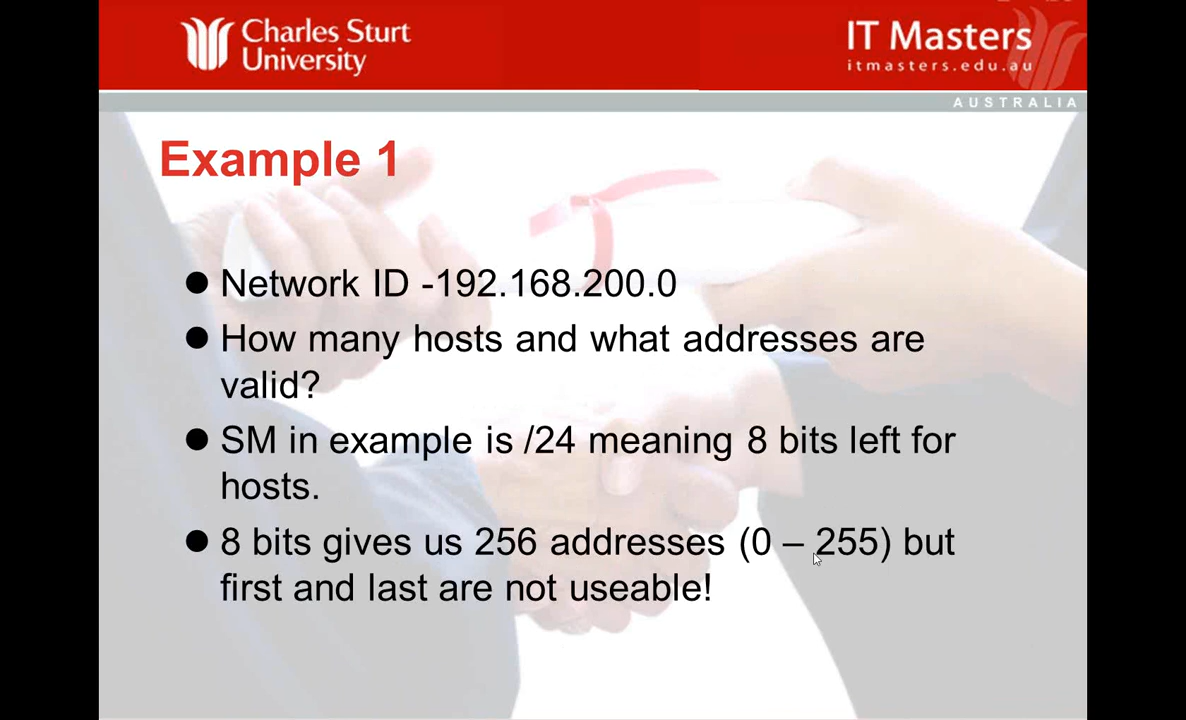 Charles Sturt
University
IT Masters
itmasters.edu.au
AUSTRALIA
Example 1
● Network ID -192.168.200.0
● How many hosts and what addresses are
valid?
● SM in example is /24 meaning 8 bits left for
hosts.
● 8 bits gives us 256 addresses (0 – 255) but
first and last are not useable!